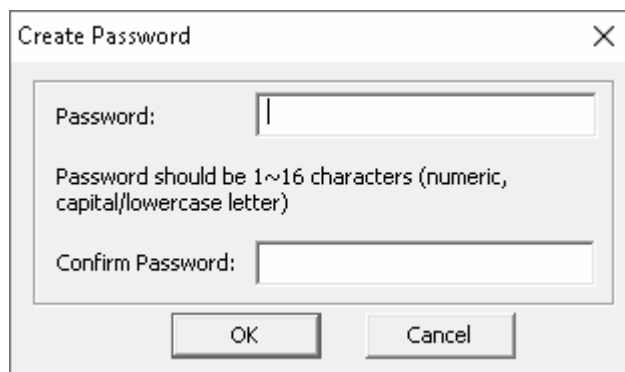 Create Password
Password:
Password should be 1~16 characters (numeric,
capital/lowercase letter)
Confirm Password:
OK
Cancel